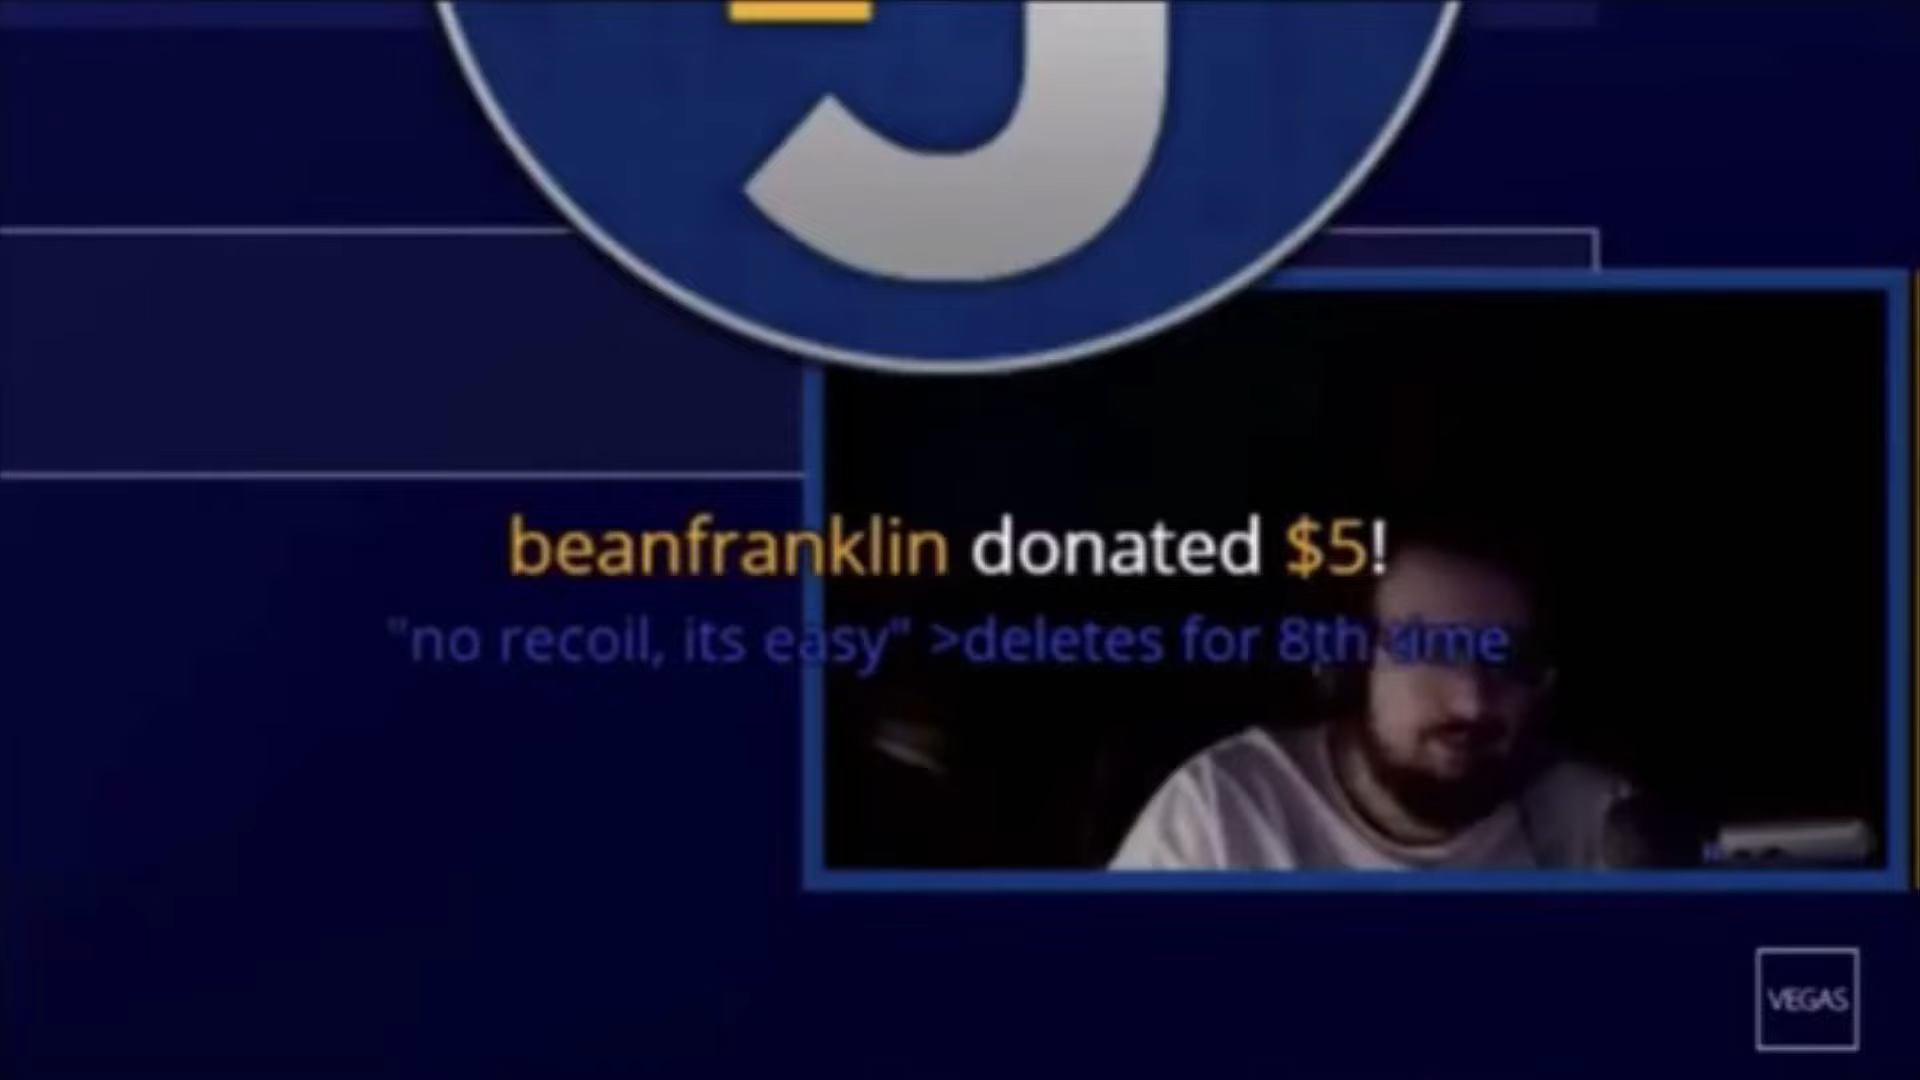 beanfranklin donated $5!
"no recoil, its easy" >deletes for 8th time
VEGAS